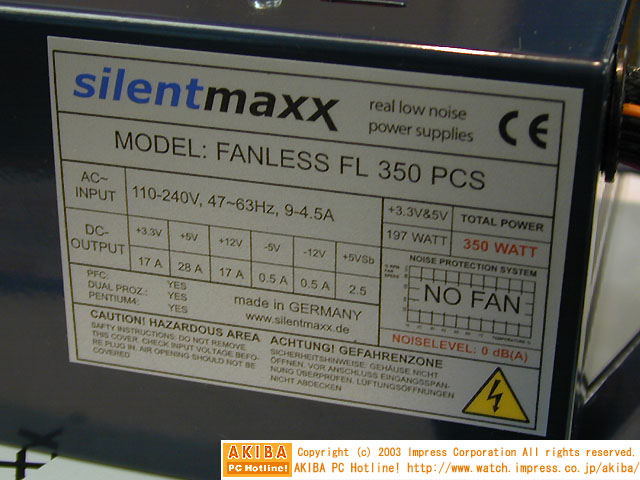 silentmaxx
real low noise
power supplies
CE
MODEL: FANLESS FL 350 PCS
AC~
INPUT
110-240V, 47~63Hz, 9-4.5A
+3.3V&5V
197 WATT
TOTAL POWER
350 WATT
DC-
OUTPUT
+3.3V +5V +12V -5V -12V +5VSb
17 A 28 A 17 A 0.5 A 0.5 A 2.5
NOISE PROTECTION SYSTEM
NO FAN
NOISELEVEL: 0 dB(A)
PFC: YES
DUAL PROZ.: YES
PENTIUM4: YES
made in GERMANY
www.silentmaxx.de
CAUTION! HAZARDOUS AREA
SAFTY INSTRUCTIONS: DO NOT REMOVE
THIS COVER. CHECK INPUT VOLTAGE BEFO-
RE PLUG IN. AIR OPENING SHOULD NOT BE
COVERED
ACHTUNG! GEFAHRENZONE
SICHERHEITSHINWEISE: GEHÄUSE NICHT
ÖFFNEN, VOR ANSCHLUSS EINGANGSSPAN-
NUNG ÜBERPRÜFEN. LÜFTUNGSÖFFNUNGEN
NICHT ABDECKEN
AKIBA
PC Hotline!
Copyright (c) 2003 Impress Corporation All rights reserved.
AKIBA PC Hotline! http://www.watch.impress.co.jp/akiba/